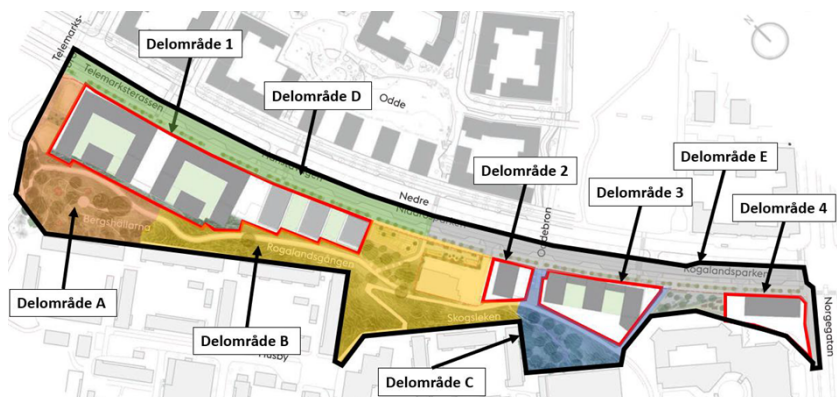 Telemarks-
Delområde 1
Delområde D
Telemarksterassen
Odde
Delområde E
Delområde 2
Delområde 3
Delområde 4
Nedre
Oddebron
Rogalandsparken
Bergshällarna
Rogalandsgången
Delområde A
Delområde B
Husby
Skogsleken
Delområde C
Norgegatan
N